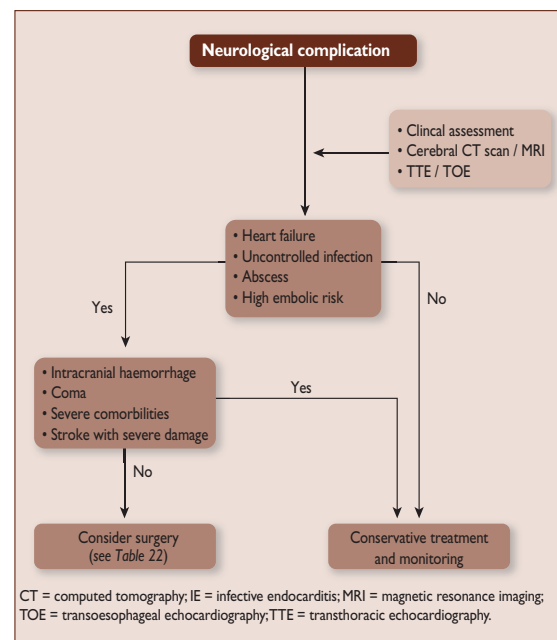 Neurological complication
• Clincal assessment
• Cerebral CT scan / MRI
• TTE / TOE
• Heart failure
• Uncontrolled infection
• Abscess
• High embolic risk
Yes
No
• Intracranial haemorrhage
• Coma
• Severe comorbilities
• Stroke with severe damage
Yes
No
Consider surgery
(see Table 22)
Conservative treatment
and monitoring
CT = computed tomography; IE = infective endocarditis; MRI = magnetic resonance imaging;
TOE = transoesophageal echocardiography; TTE = transthoracic echocardiography.